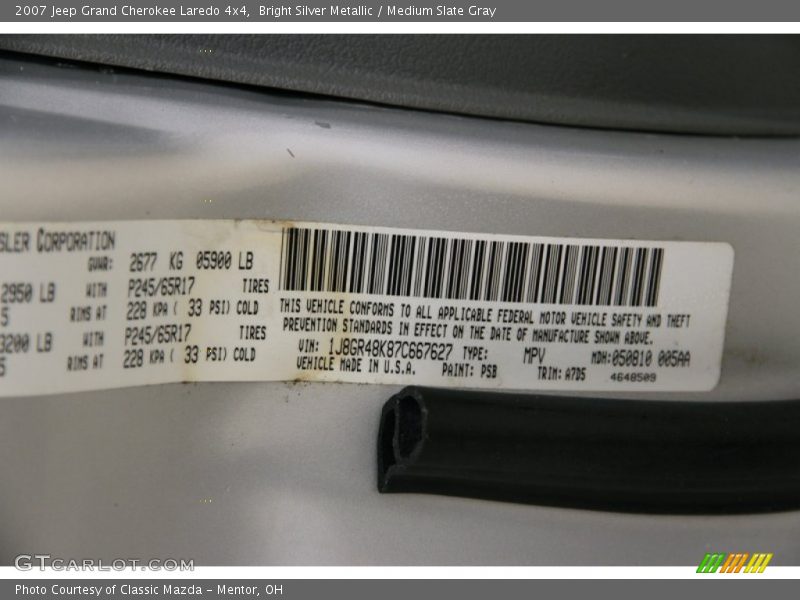 2007 Jeep Grand Cherokee Laredo 4x4, Bright Silver Metallic / Medium Slate Gray
SLER CORPORATION
GVWR: 2677 KG 05900 LB
2950 LB WITH P245/65R17 TIRES
5 RIMS AT 228 KPA ( 33 PSI) COLD
3200 LB WITH P245/65R17 TIRES
5 RIMS AT 228 KPA ( 33 PSI) COLD
THIS VEHICLE CONFORMS TO ALL APPLICABLE FEDERAL MOTOR VEHICLE SAFETY AND THEFT
PREVENTION STANDARDS IN EFFECT ON THE DATE OF MANUFACTURE SHOWN ABOVE.
VIN: 1J8GR48K87C667627 TYPE: MPV MDH: 050810 005AA
VEHICLE MADE IN U.S.A. PAINT: PSB TRIM: A7D5 4648509
GTCARLOT.COM
Photo Courtesy of Classic Mazda - Mentor, OH